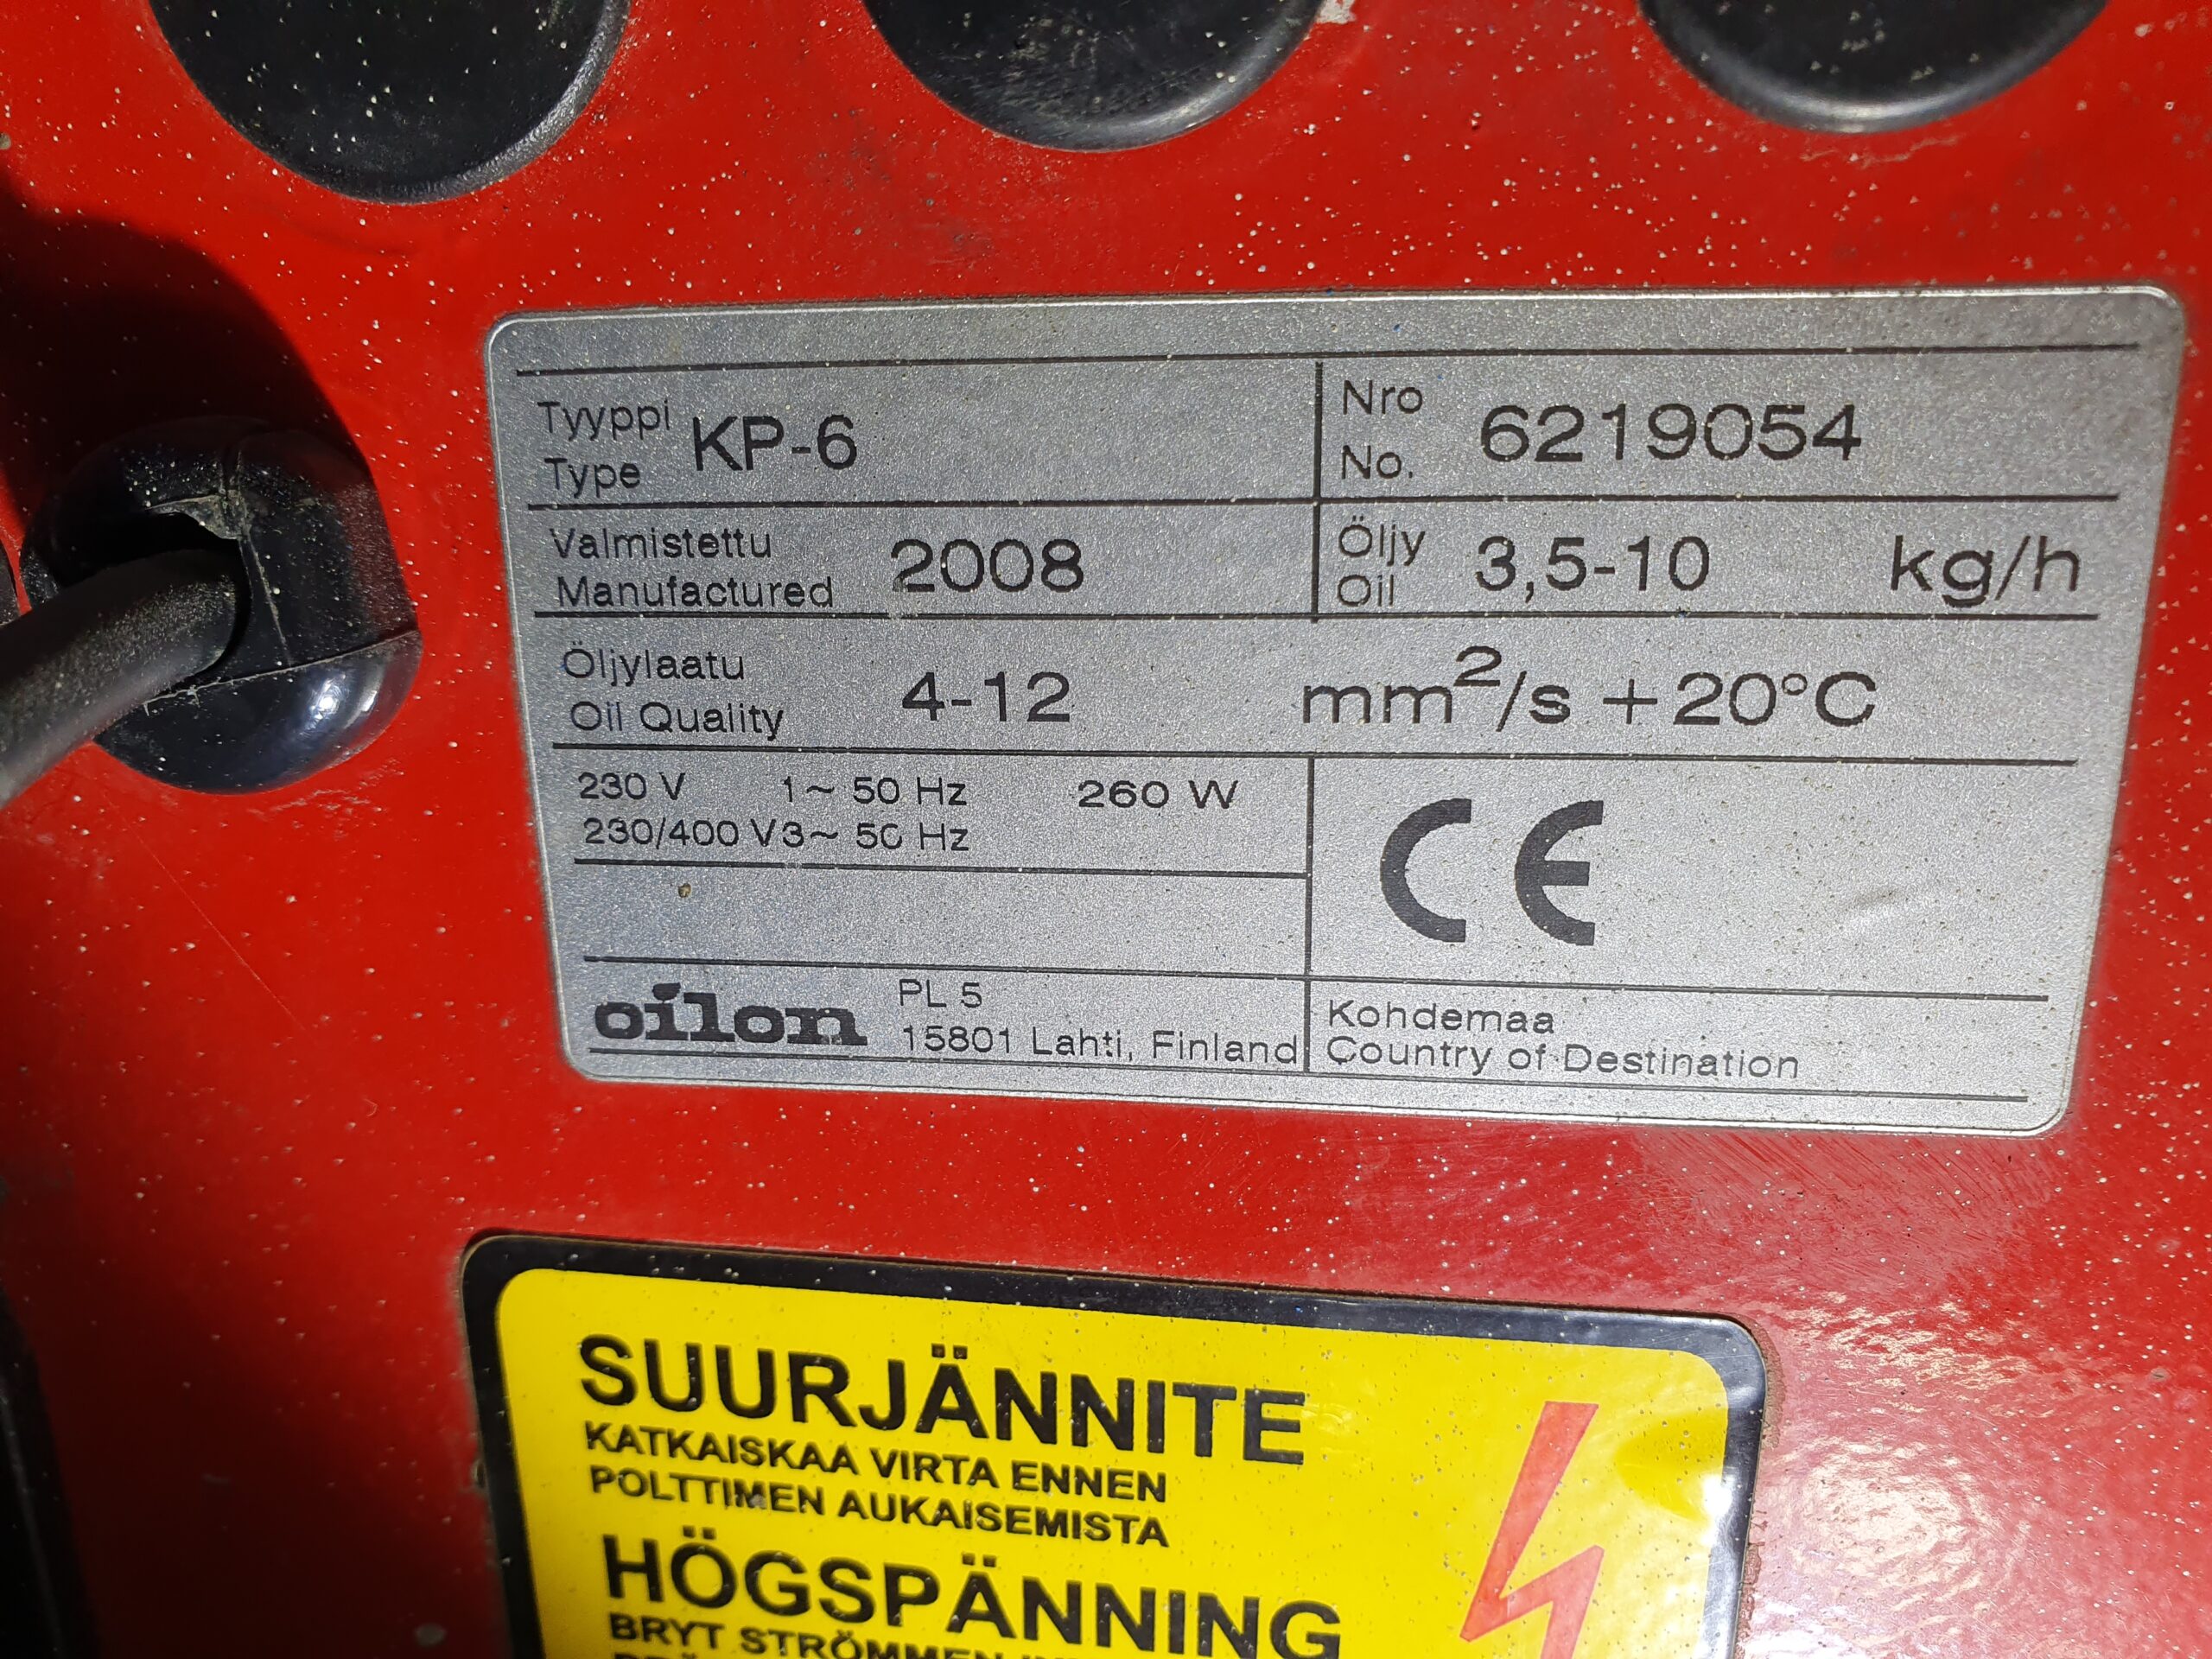 Tyyppi KP-6
Type
Nro 6219054
No.
Valmistettu 2008
Manufactured
Öljy 3,5-10 kg/h
Oil
Öljylaatu 4-12 mm²/s +20°C
Oil Quality
230 V 1~ 50 Hz 260 W
230/400 V3~ 50 Hz
CE
oilon PL 5
15801 Lahti, Finland
Kohdemaa
Country of Destination
SUURJÄNNITE
KATKAISKAA VIRTA ENNEN
POLTTIMEN AUKAISEMISTA
HÖGSPÄNNING
BRYT STRÖMMEN